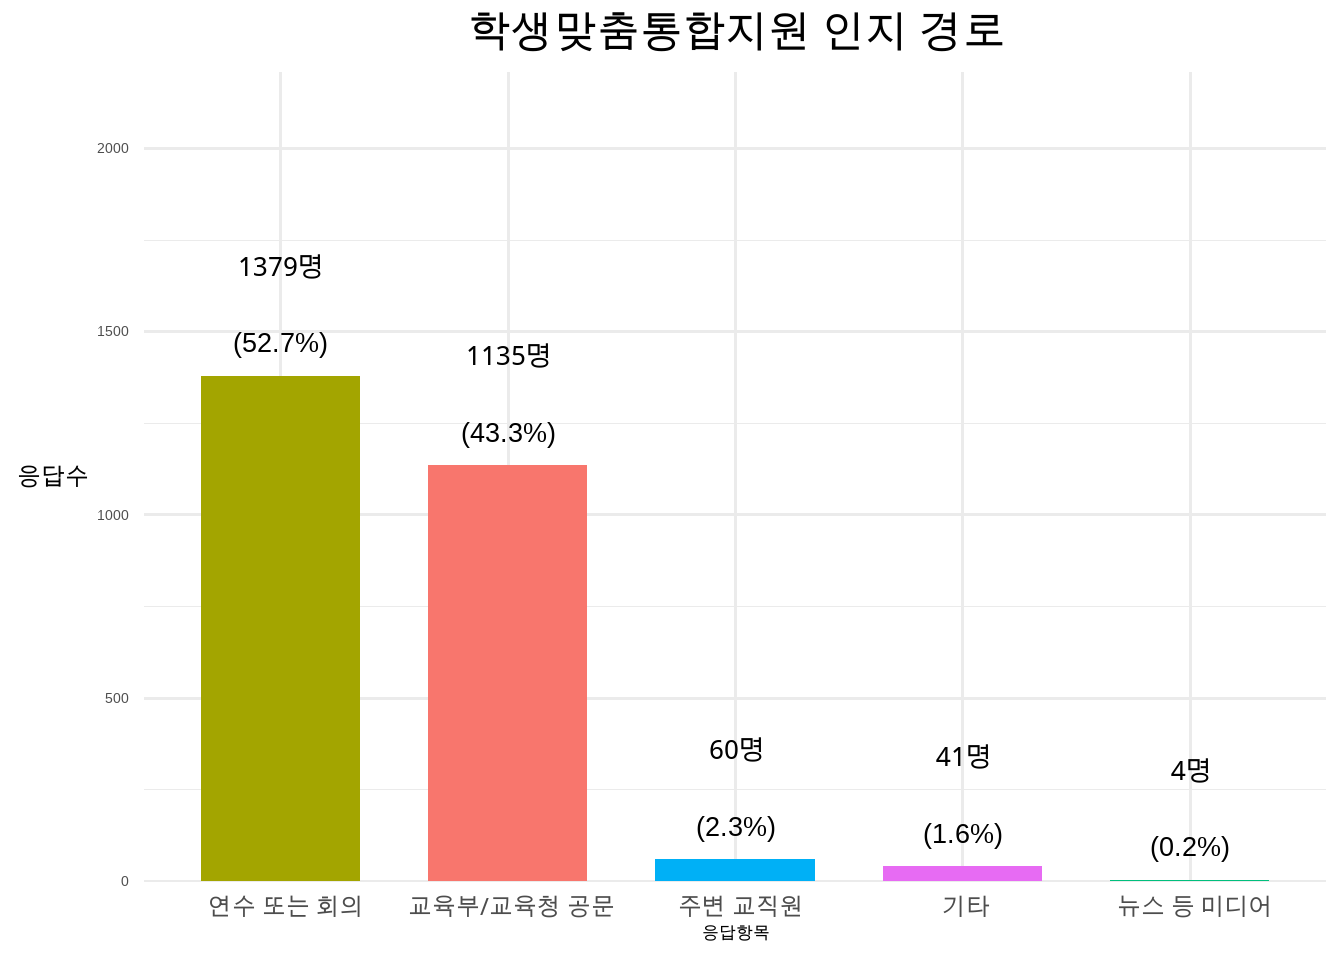 학생맞춤통합지원 인지 경로
응답수
2000
1500
1000
500
0
1379명
(52.7%)
1135명
(43.3%)
60명
(2.3%)
41명
(1.6%)
4명
(0.2%)
연수 또는 회의
교육부/교육청 공문
주변 교직원
기타
뉴스 등 미디어
응답항목